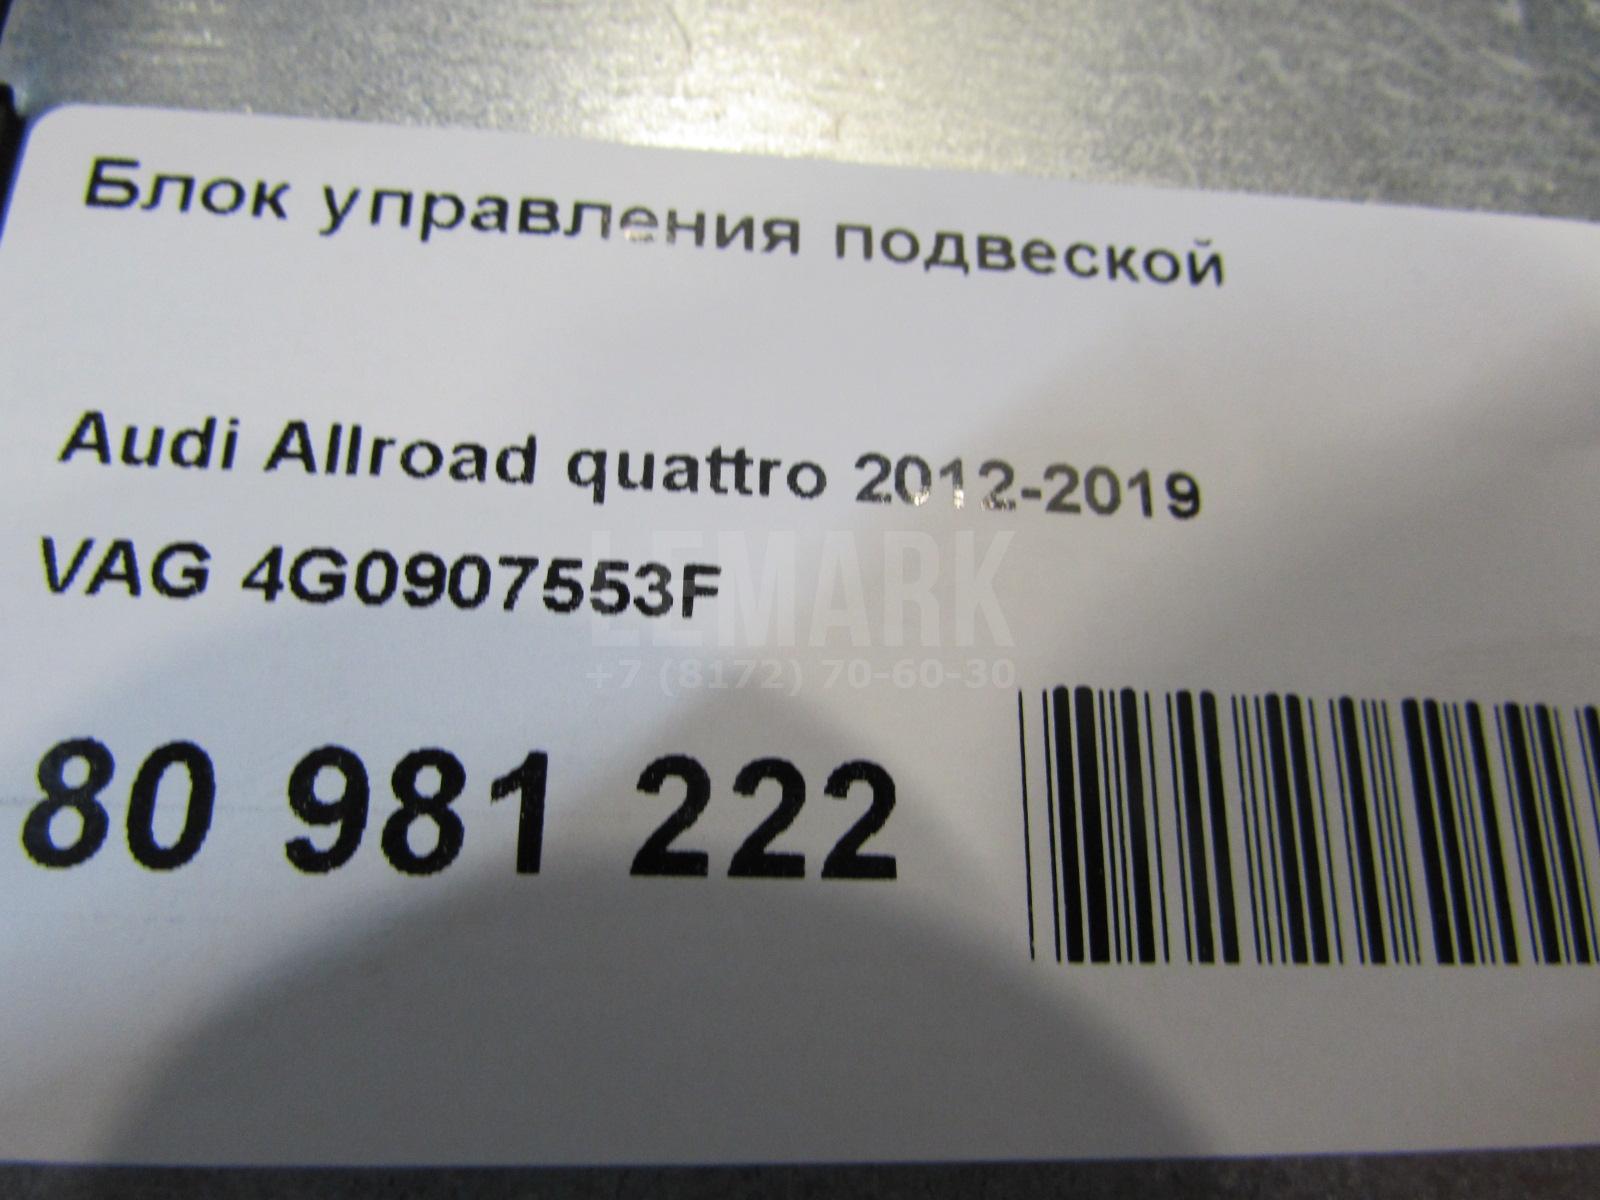 Блок управления подвеской
Audi Allroad quattro 2012-2019
VAG 4G0907553F
LEMARK
+7 (8172) 70-60-30
80 981 222